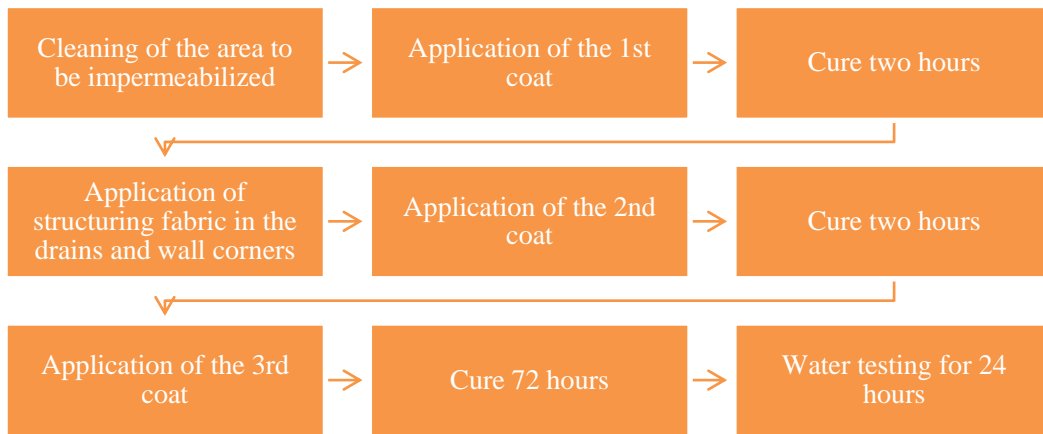 Cleaning of the area to
be impermeabilized
Application of the 1st
coat
Cure two hours
Application of
structuring fabric in the
drains and wall corners
Application of the 2nd
coat
Cure two hours
Application of the 3rd
coat
Cure 72 hours
Water testing for 24
hours